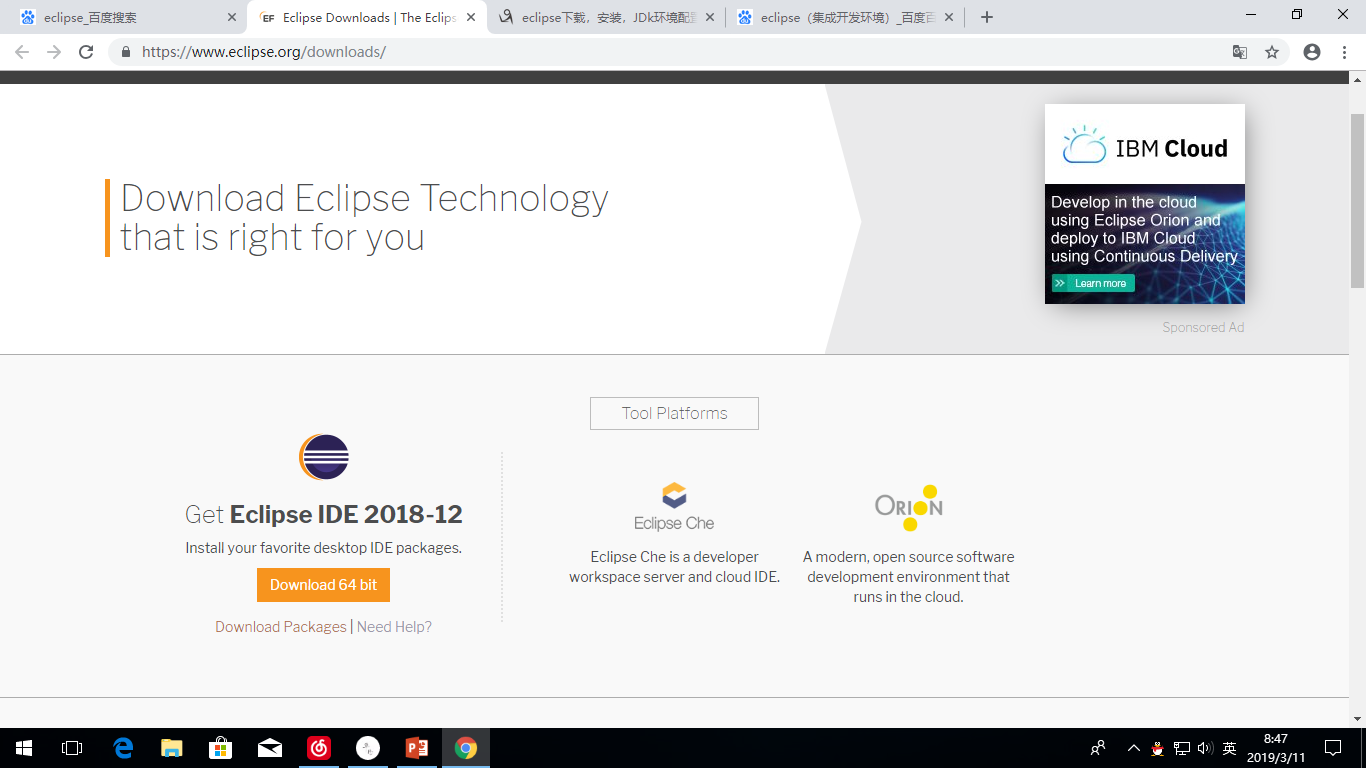 eclipse_百度搜索
EF Eclipse Downloads | The Eclips
eclipse下载，安装，JDk环境配置
eclipse（集成开发环境）_百度百
https://www.eclipse.org/downloads/
Download Eclipse Technology
that is right for you
IBM Cloud
Develop in the cloud
using Eclipse Orion and
deploy to IBM Cloud
using Continuous Delivery
Learn more
Sponsored Ad
Tool Platforms
Get Eclipse IDE 2018-12
Install your favorite desktop IDE packages.
Download 64 bit
Download Packages | Need Help?
Eclipse Che
Eclipse Che is a developer
workspace server and cloud IDE.
ORION
A modern, open source software
development environment that
runs in the cloud.
英
8:47
2019/3/11